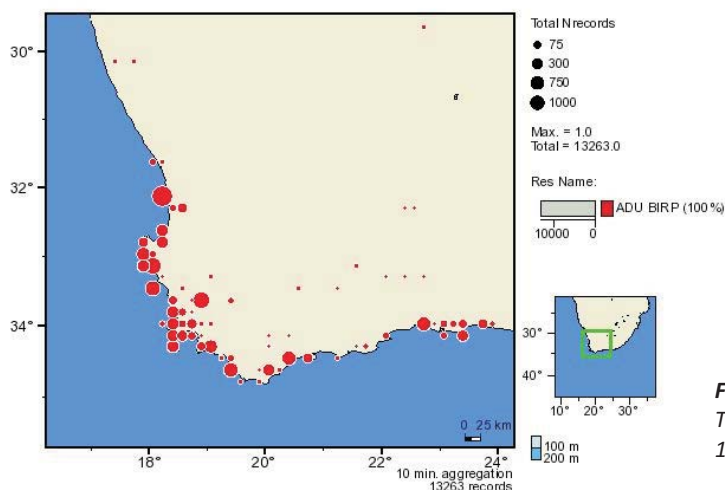 30°
32°
34°
18°
20°
22°
24°
0 25 km
10 min. aggregation
13263 records
Total Nrecords
75
300
750
1000
Max. = 1.0
Total = 13263.0
Res Name:
ADU BIRP (100%)
10000 0
30°
40°
10° 20° 30°
100 m
200 m
F
T
1